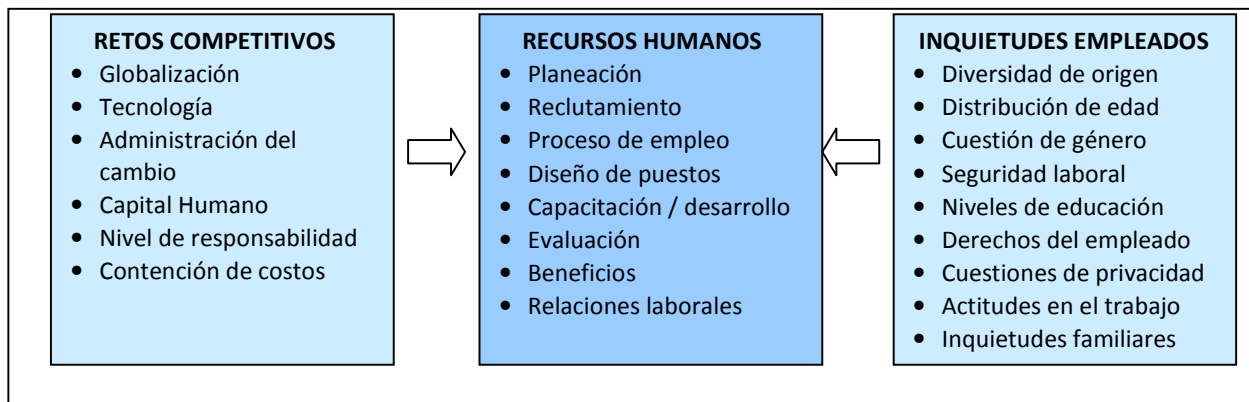 RETOS COMPETITIVOS
• Globalización
• Tecnología
• Administración del
cambio
• Capital Humano
• Nivel de responsabilidad
• Contención de costos
RECURSOS HUMANOS
• Planeación
• Reclutamiento
• Proceso de empleo
• Diseño de puestos
• Capacitación / desarrollo
• Evaluación
• Beneficios
• Relaciones laborales
INQUIETUDES EMPLEADOS
• Diversidad de origen
• Distribución de edad
• Cuestión de género
• Seguridad laboral
• Niveles de educación
• Derechos del empleado
• Cuestiones de privacidad
• Actitudes en el trabajo
• Inquietudes familiares